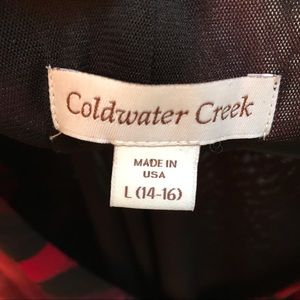 Coldwater Creek
MADE IN
USA
L (14-16)